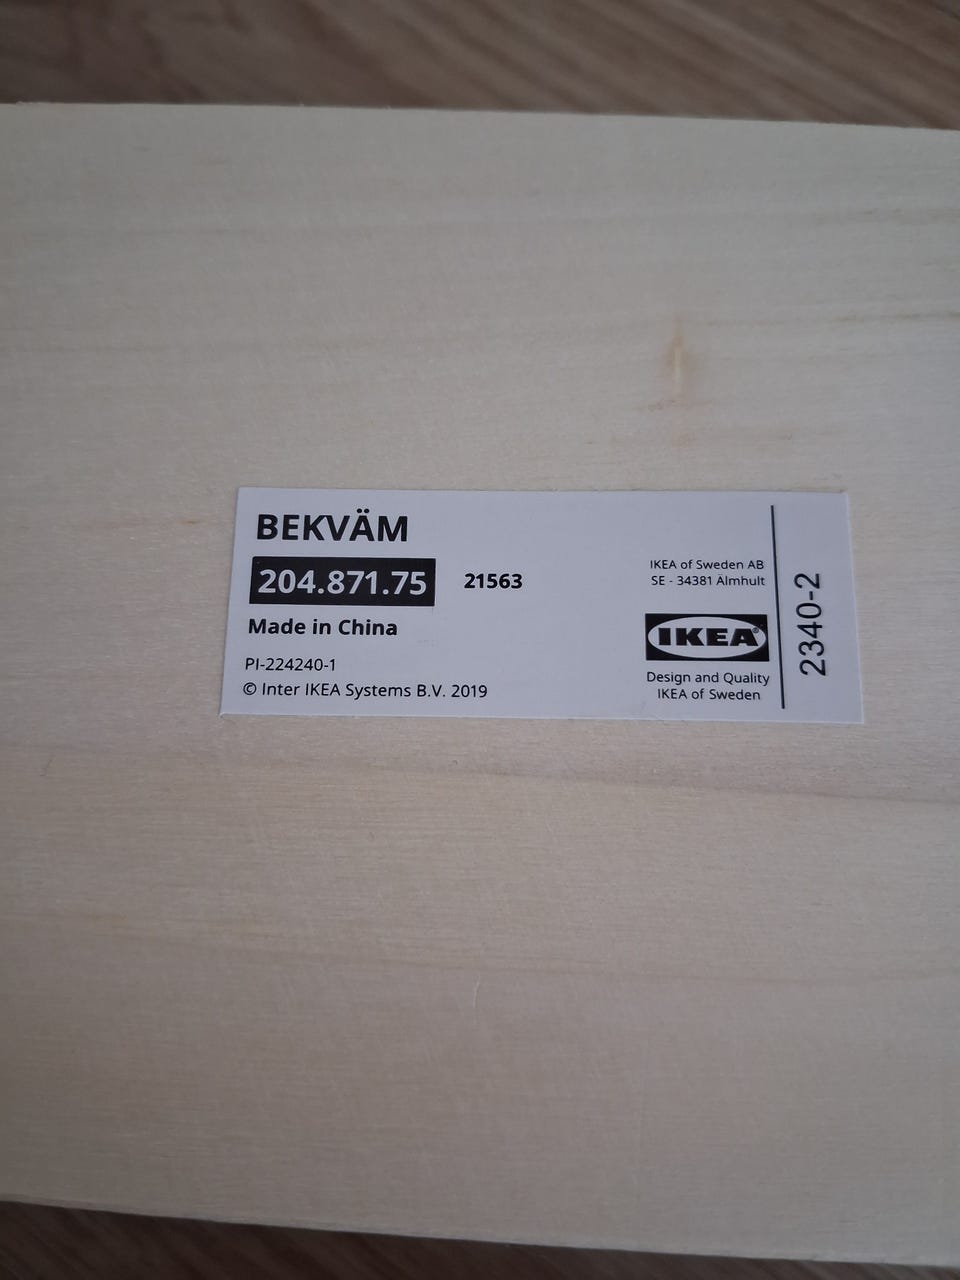 BEKVÄM
204.871.75 21563
Made in China
PI-224240-1
© Inter IKEA Systems B.V. 2019
IKEA of Sweden AB
SE - 34381 Älmhult
IKEA®
Design and Quality
IKEA of Sweden
2340-2